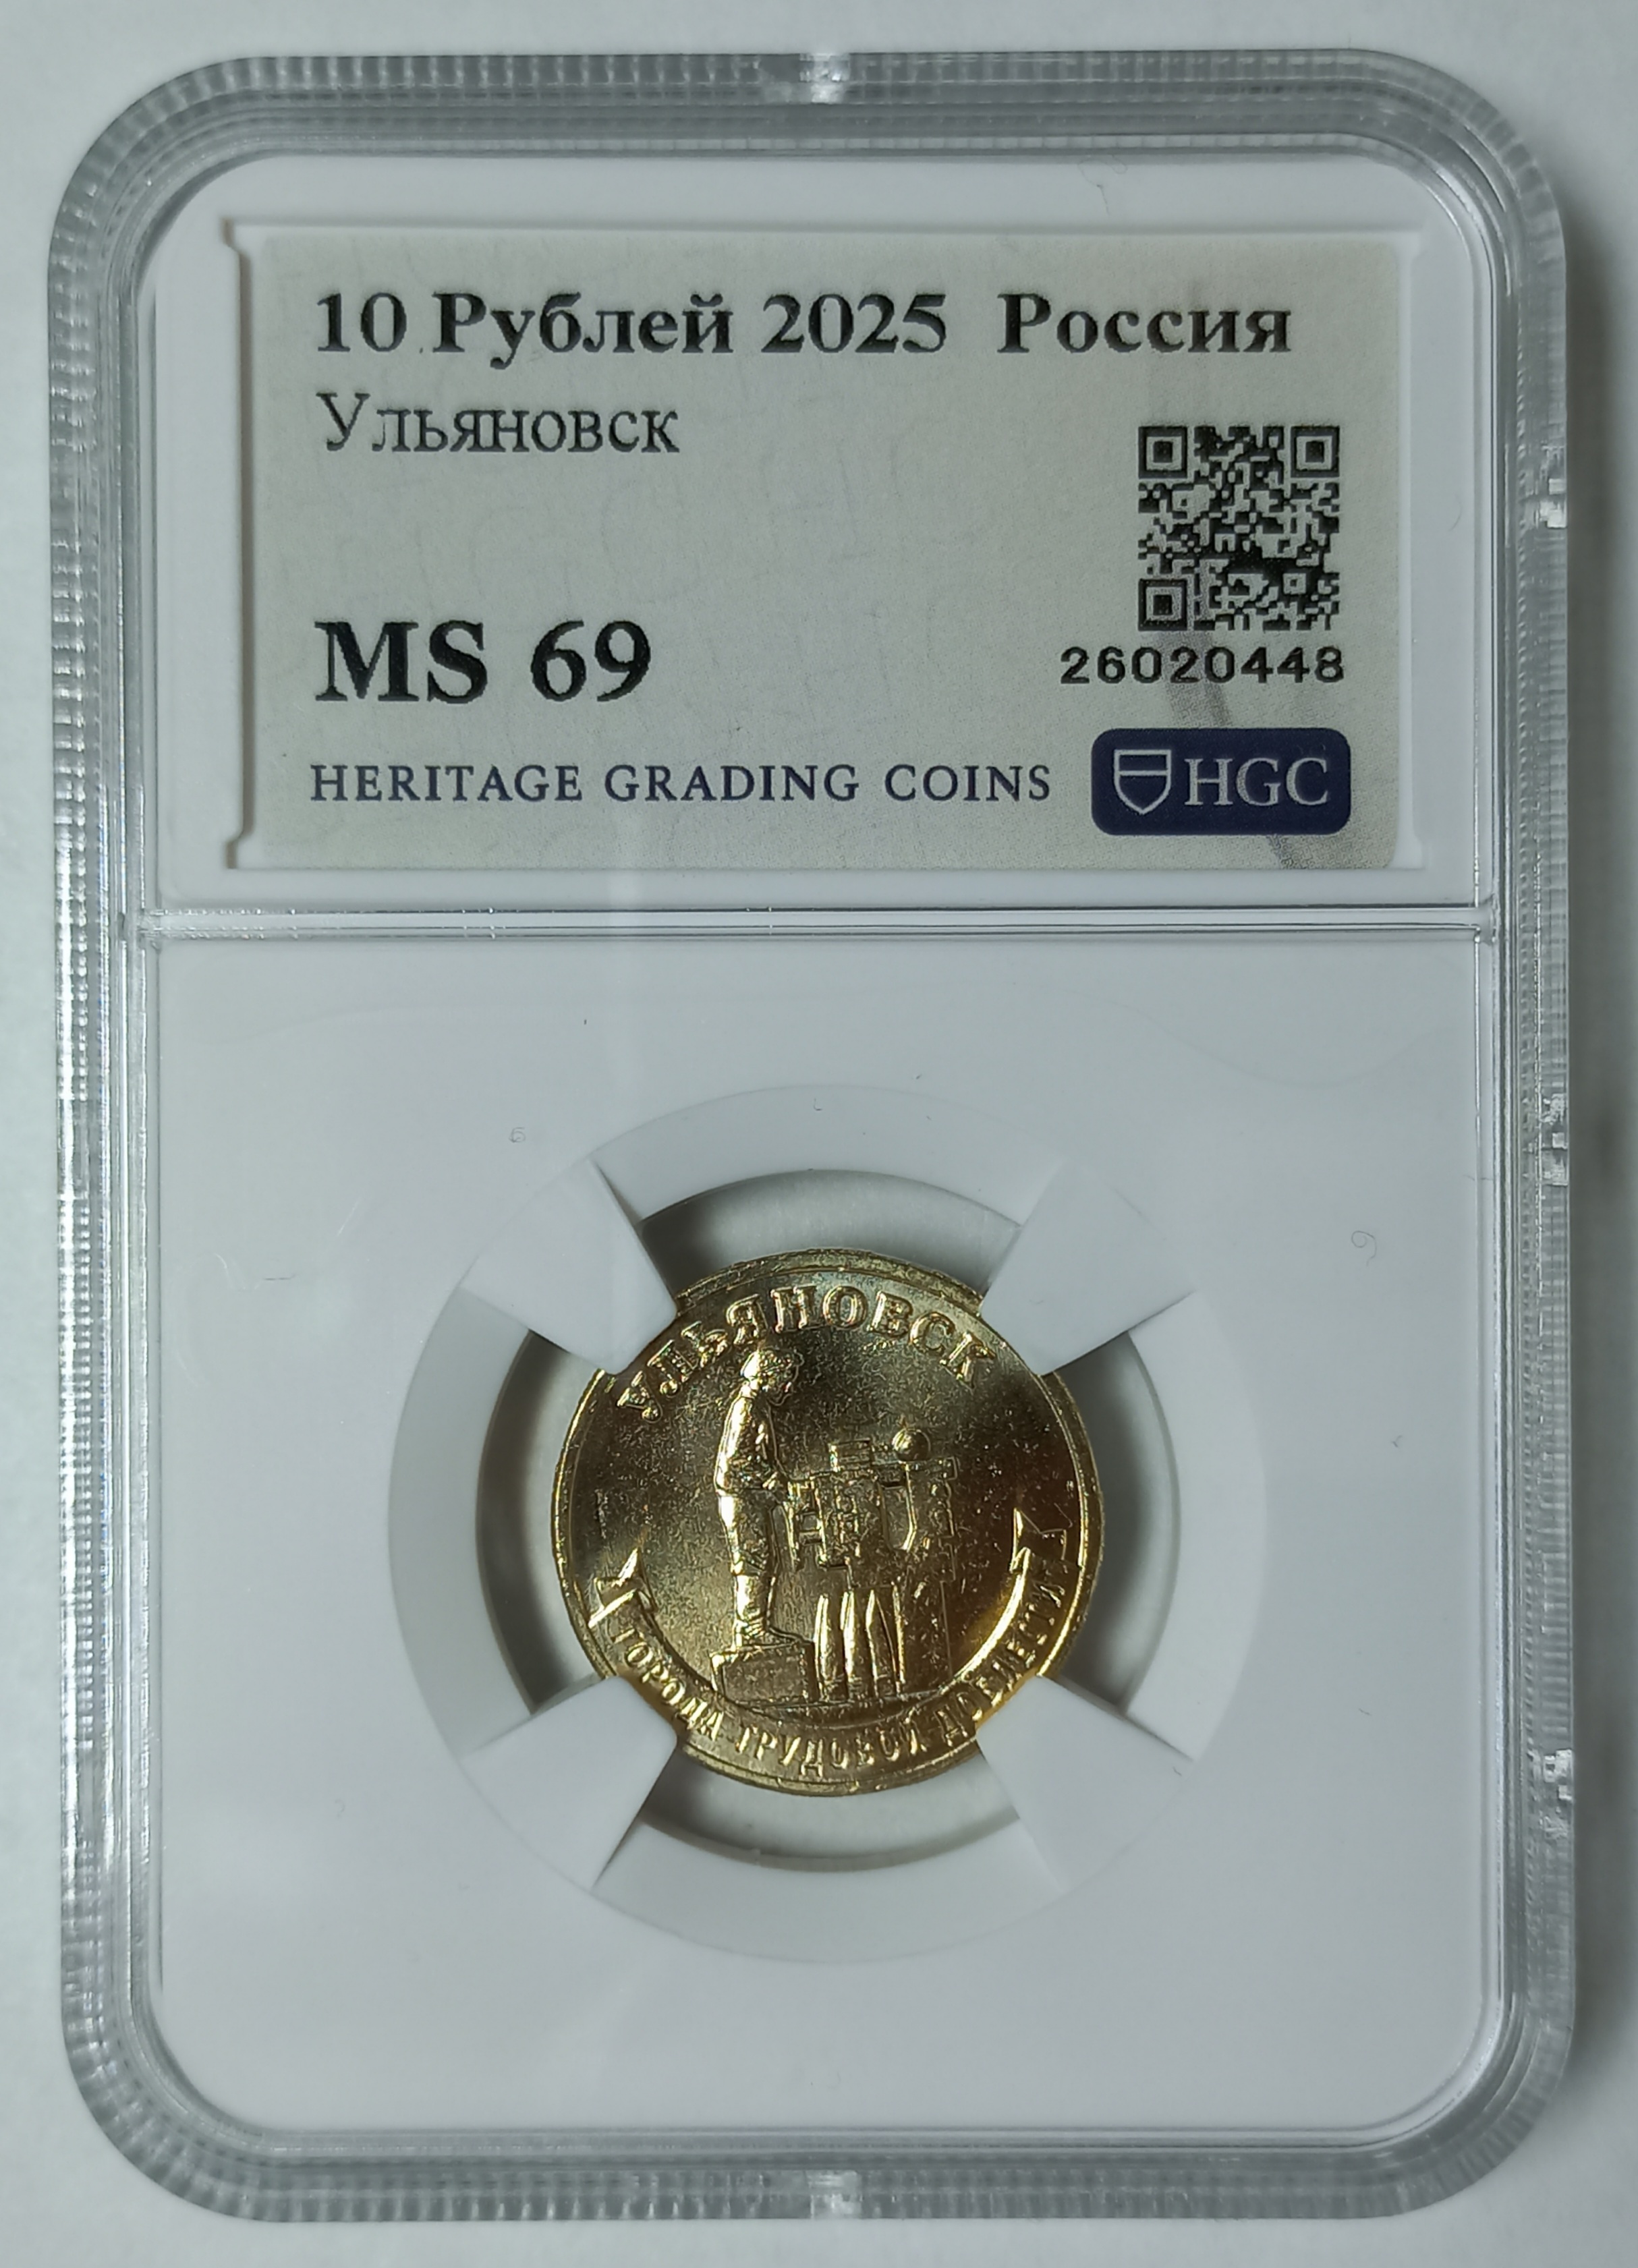 10 Рублей 2025 Россия
Ульяновск
MS 69
26020448
HERITAGE GRADING COINS HGC
УЛЬЯНОВСК
ГОРОДА ТРУДОВОЙ ДОБЛЕСТИ